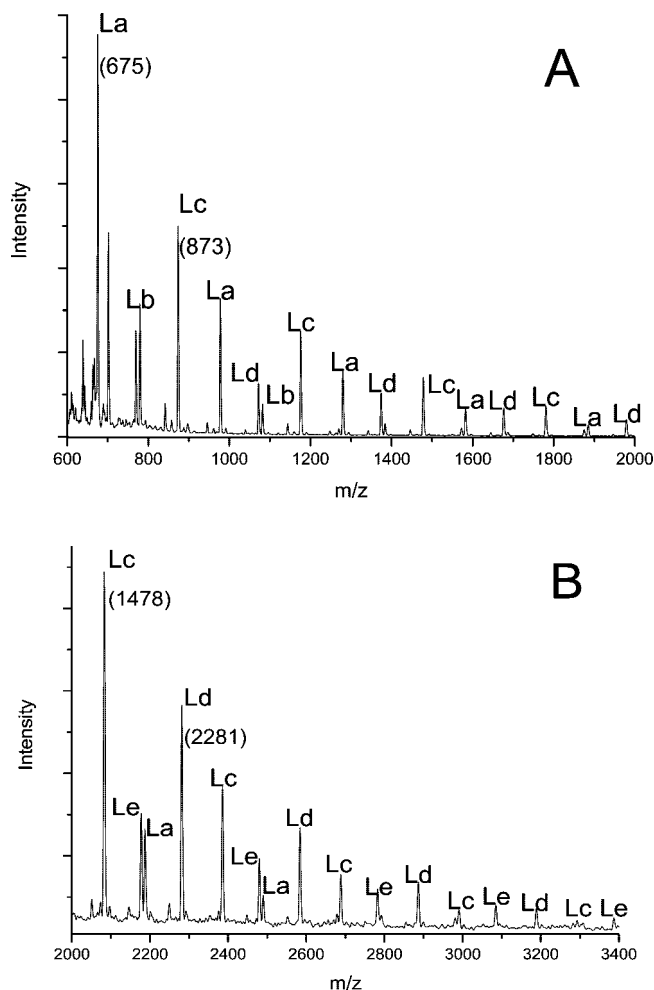 La
(675)
A
Lc
(873)
Lb
La
Lc
Ld
Lb
La
Ld
Lc
La
Ld
Lc
La
Ld
Intensity
600 800 1000 1200 1400 1600 1800 2000
m/z
Lc
(1478)
B
Ld
(2281)
Lc
Le
La
Ld
Le
La
Lc
Le
Ld
Lc
Le
Ld
Lc
Le
Intensity
2000 2200 2400 2600 2800 3000 3200 3400
m/z